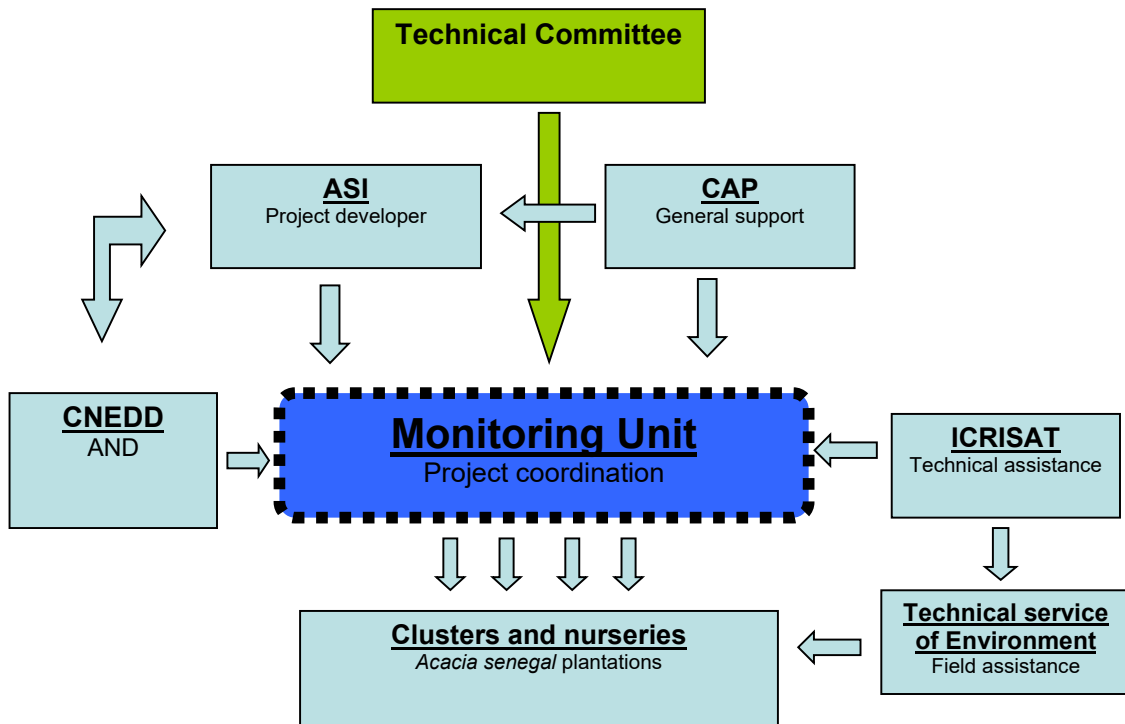 Technical Committee
ASI
Project developer
CAP
General support
CNEDD
AND
Monitoring Unit
Project coordination
ICRISAT
Technical assistance
Clusters and nurseries
Acacia senegal plantations
Technical service
of Environment
Field assistance